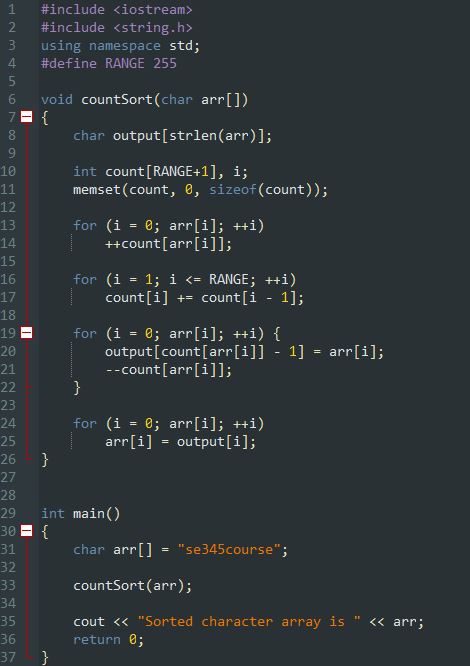 1 #include <iostream>
2 #include <string.h>
3 using namespace std;
4 #define RANGE 255
5
6 void countSort(char arr[])
7 {
8     char output[strlen(arr)];
9
10     int count[RANGE+1], i;
11     memset(count, 0, sizeof(count));
12
13     for (i = 0; arr[i]; ++i)
14         ++count[arr[i]];
15
16     for (i = 1; i <= RANGE; ++i)
17         count[i] += count[i - 1];
18
19     for (i = 0; arr[i]; ++i) {
20         output[count[arr[i]] - 1] = arr[i];
21         --count[arr[i]];
22     }
23
24     for (i = 0; arr[i]; ++i)
25         arr[i] = output[i];
26 }
27
28
29 int main()
30 {
31     char arr[] = "se345course";
32
33     countSort(arr);
34
35     cout << "Sorted character array is " << arr;
36     return 0;
37 }